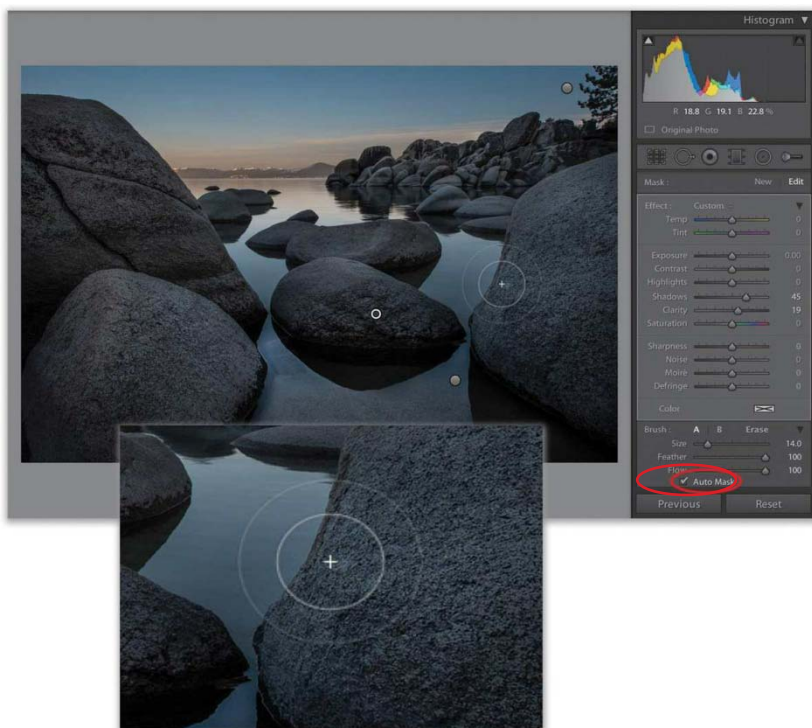 Histogram
R 18.8 G 19.1 B 22.8 %
Original Photo
Mask : New Edit
Effect : Custom
Temp 0
Tint 0
Exposure 0.00
Contrast 0
Highlights 0
Shadows 45
Clarity 19
Saturation 0
Sharpness 0
Noise 0
Moire 0
Defringe 0
Color
Brush : A B Erase
Size 14.0
Feather 100
Flow 100
Auto Mask
Previous Reset